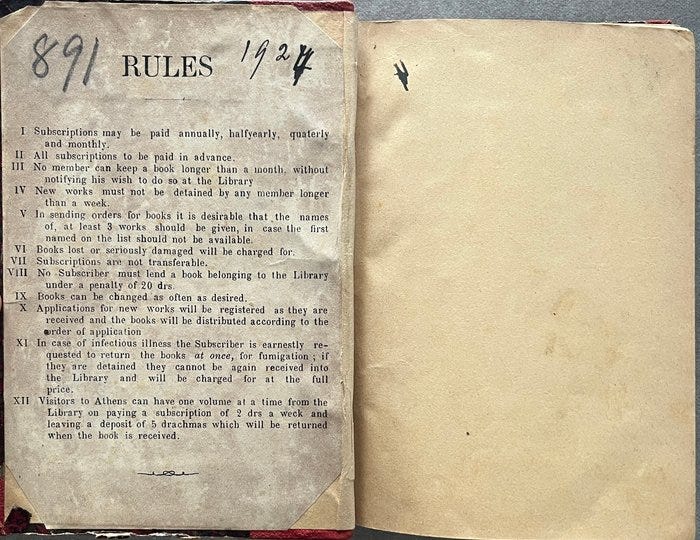 891 RULES 1924
I Subscriptions may be paid annually, halfyearly, quaterly
and monthly.
II All subscriptions to be paid in advance.
III No member can keep a book longer than a month, without
notifying his wish to do so at the Library
IV New works must not be detained by any member longer
than a week.
V In sending orders for books it is desirable that the names
of, at least 3 works should be given, in case the first
named on the list should not be available.
VI Books lost or seriously damaged will be charged for.
VII Subscriptions are not transferable.
VIII No Subscriber must lend a book belonging to the Library
under a penalty of 20 drs.
IX Books can be changed as often as desired.
X Applications for new works will be registered as they are
received and the books will be distributed according to the
order of application
XI In case of infectious illness the Subscriber is earnestly re-
quested to return the books at once, for fumigation ; if
they are detained they cannot be again received into
the Library and will be charged for at the full
price.
XII Visitors to Athens can have one volume at a time from the
Library on paying a subscription of 2 drs a week and
leaving a deposit of 5 drachmas which will be returned
when the book is received.